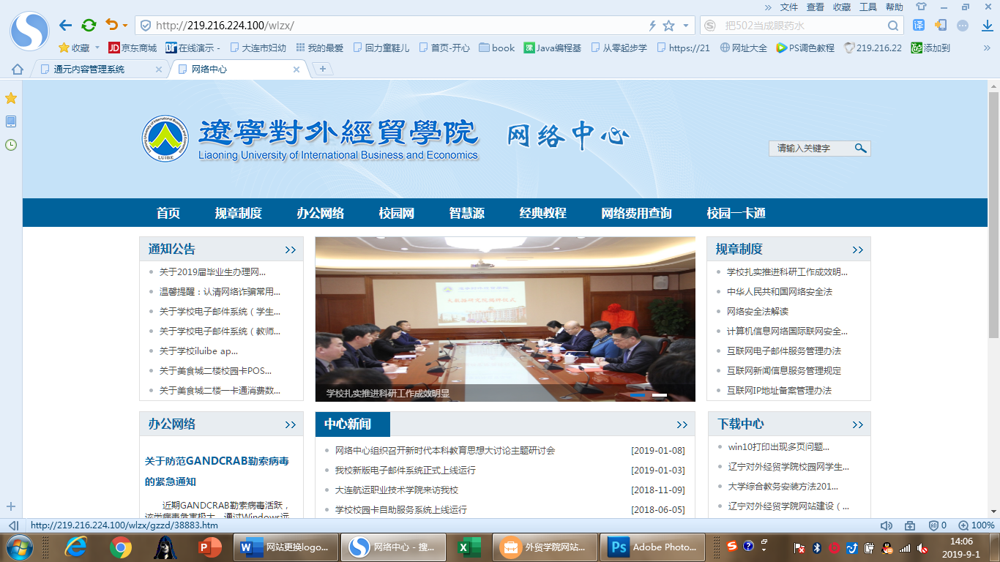 文件 查看 收藏 工具 帮助
http://219.216.224.100/wlzx/
把502当成眼药水
译
收藏 京东商城 在线演示 - 大连市妇幼 我的最爱 回力童鞋儿 首页-开心 book Java编程基 从零起步学 https://21 网址大全 PS调色教程 219.216.22 添加到
通元内容管理系统
网络中心
遼寧對外經貿學院
网络中心
LUIBE
Liaoning University of International Business and Economics
请输入关键字
首页 规章制度 办公网络 校园网 智慧源 经典教程 网络费用查询 校园一卡通
通知公告 >>
关于2019届毕业生办理网...
温馨提醒：认清网络诈骗常用...
关于学校电子邮件系统（学生...
关于学校电子邮件系统（教师...
关于学校iluibe ap...
关于美食城二楼校园卡POS...
关于美食城二楼一卡通消费数...
大数据研究院揭牌仪式
学校扎实推进科研工作成效明显
规章制度 >>
学校扎实推进科研工作成效明...
中华人民共和国网络安全法
网络安全法解读
计算机信息网络国际联网安全...
互联网电子邮件服务管理办法
互联网新闻信息服务管理规定
互联网IP地址备案管理办法
办公网络 >>
关于防范GANDCRAB勒索病毒
的紧急通知
近期GANDCRAB勒索病毒活跃，
该类病毒危害极大，通过Windows远
中心新闻 >>
网络中心组织召开新时代本科教育思想大讨论主题研讨会 [2019-01-08]
我校新版电子邮件系统正式上线运行 [2019-01-03]
大连航运职业技术学院来访我校 [2018-11-09]
学校校园卡自助服务系统上线运行 [2018-06-05]
下载中心 >>
win10打印出现多页问题...
辽宁对外经贸学院校园网学生...
大学综合教务安装方法201...
辽宁对外经贸学院网站建设（...
http://219.216.224.100/wlzx/gzzd/38883.htm
0
100%
网站更换logo...
网络中心 - 搜...
外贸学院网站...
Adobe Photo...
14:06
2019-9-1